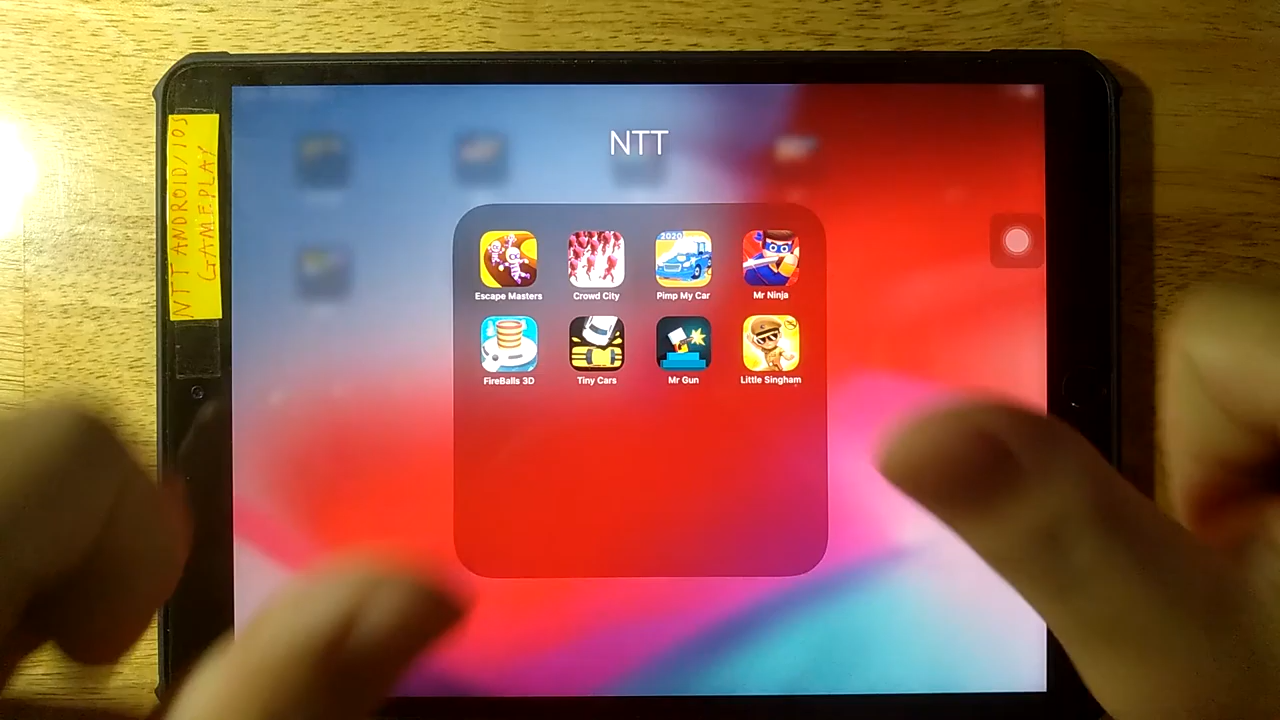 NTT ANDROID/IOS
GAMEPLAY
NTT
2020
Escape Masters
Crowd City
Pimp My Car
Mr Ninja
FireBalls 3D
Tiny Cars
Mr Gun
Little Singham